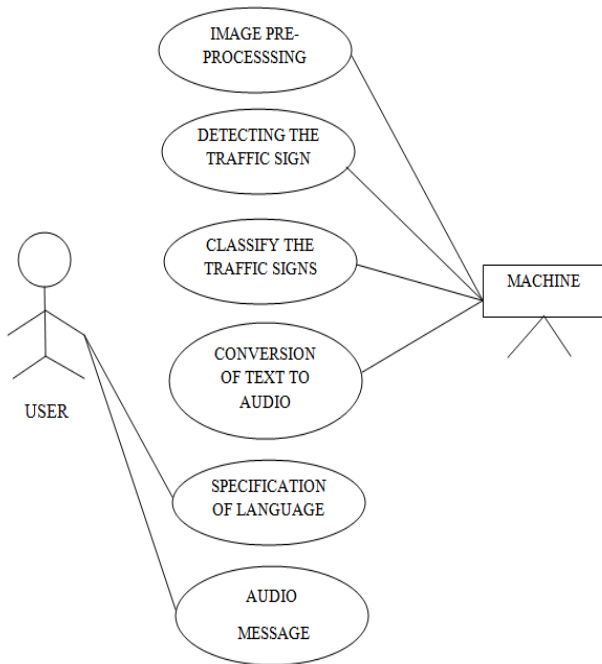 IMAGE PRE-
PROCESSSING
DETECTING THE
TRAFFIC SIGN
CLASSIFY THE
TRAFFIC SIGNS
MACHINE
CONVERSION
OF TEXT TO
AUDIO
USER
SPECIFICATION
OF LANGUAGE
AUDIO
MESSAGE